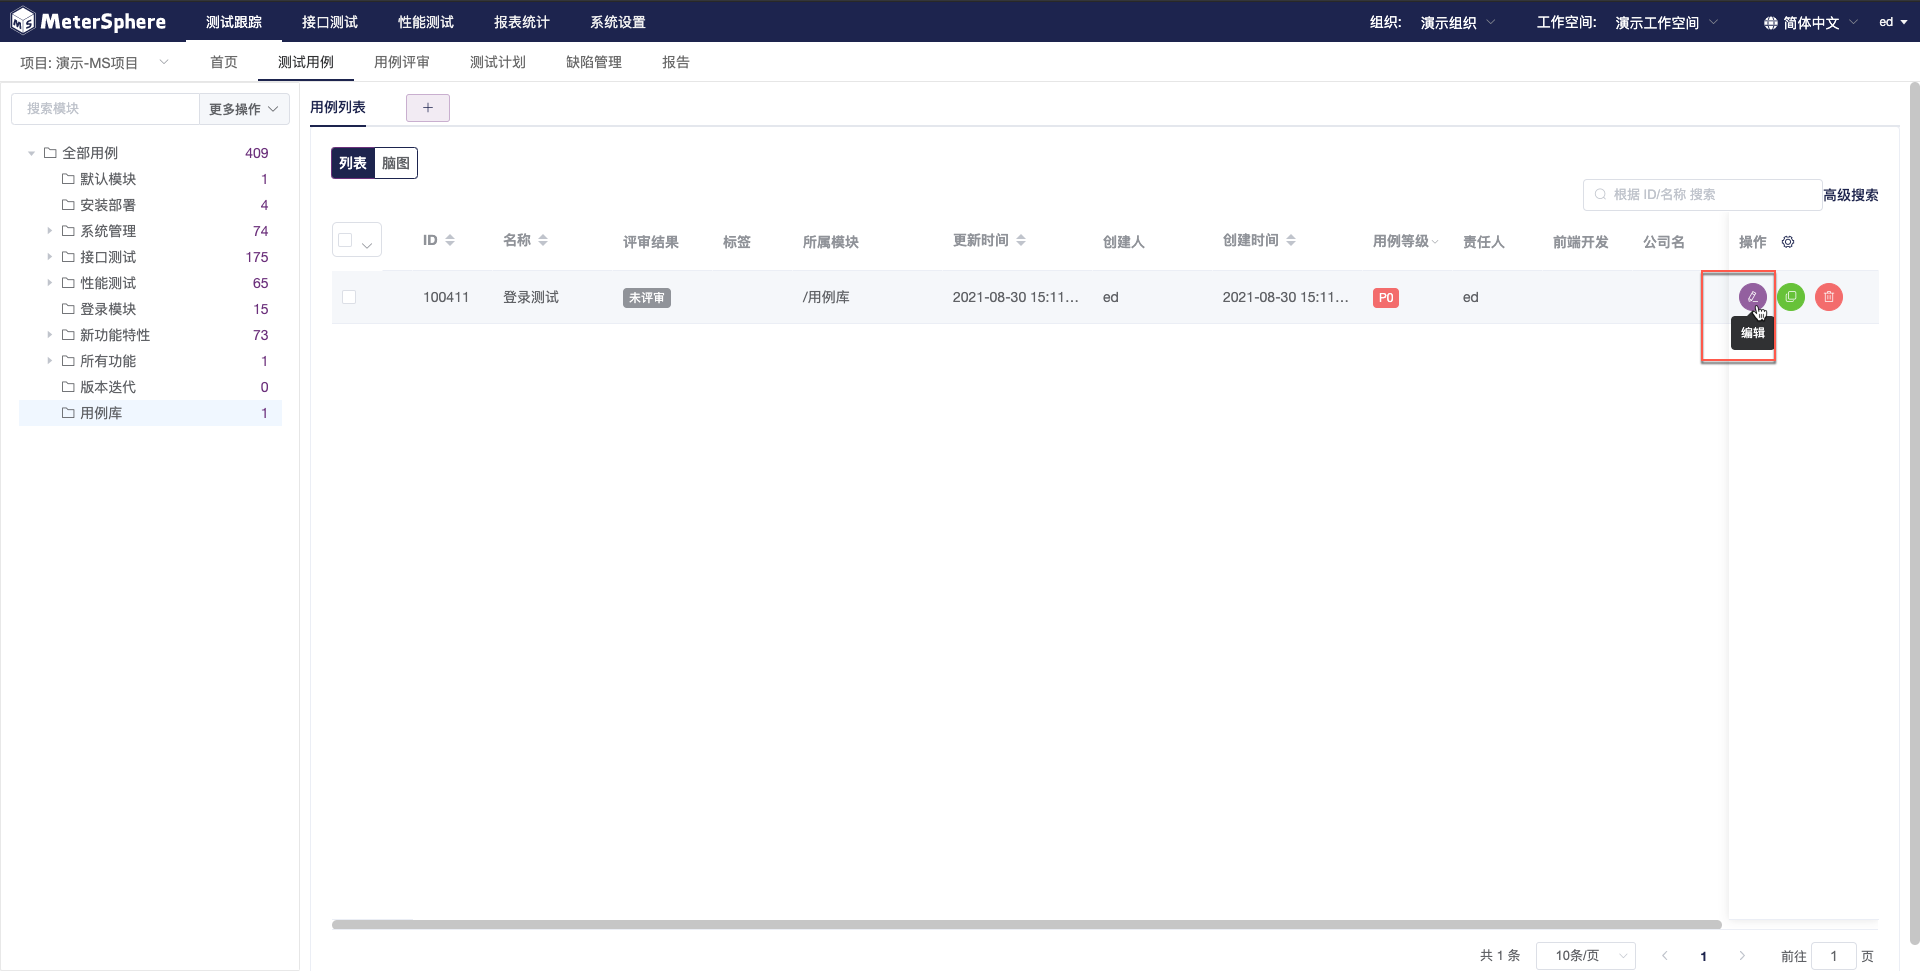 MeterSphere 测试跟踪 接口测试 性能测试 报表统计 系统设置 组织: 演示组织 工作空间: 演示工作空间 简体中文 ed
项目: 演示-MS项目 首页 测试用例 用例评审 测试计划 缺陷管理 报告
搜索模块 更多操作
全部用例 409
默认模块 1
安装部署 4
系统管理 74
接口测试 175
性能测试 65
登录模块 15
新功能特性 73
所有功能 1
版本迭代 0
用例库 1
用例列表 +
列表 脑图
根据 ID/名称 搜索 高级搜索
ID 名称 评审结果 标签 所属模块 更新时间 创建人 创建时间 用例等级 责任人 前端开发 公司名 操作
100411 登录测试 未评审 /用例库 2021-08-30 15:11... ed 2021-08-30 15:11... P0 ed
编辑
共 1 条 10条/页 1 前往 1 页